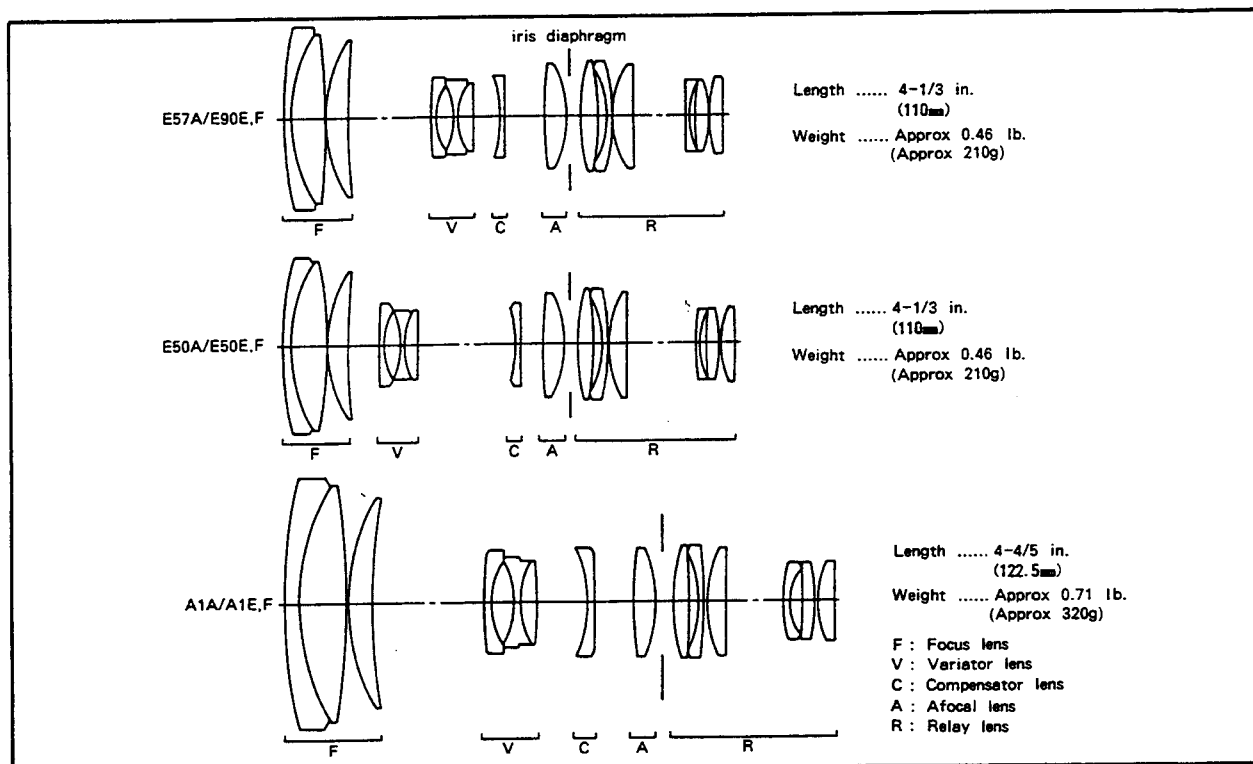 iris diaphragm
E57A/E90E,F
Length ...... 4-1/3 in.
(110mm)
Weight ...... Approx 0.46 lb.
(Approx 210g)
F V C A R
E50A/E50E,F
Length ...... 4-1/3 in.
(110mm)
Weight ...... Approx 0.46 lb.
(Approx 210g)
F V C A R
A1A/A1E,F
Length ...... 4-4/5 in.
(122.5mm)
Weight ...... Approx 0.71 lb.
(Approx 320g)
F : Focus lens
V : Variator lens
C : Compensator lens
A : Afocal lens
R : Relay lens
F V C A R